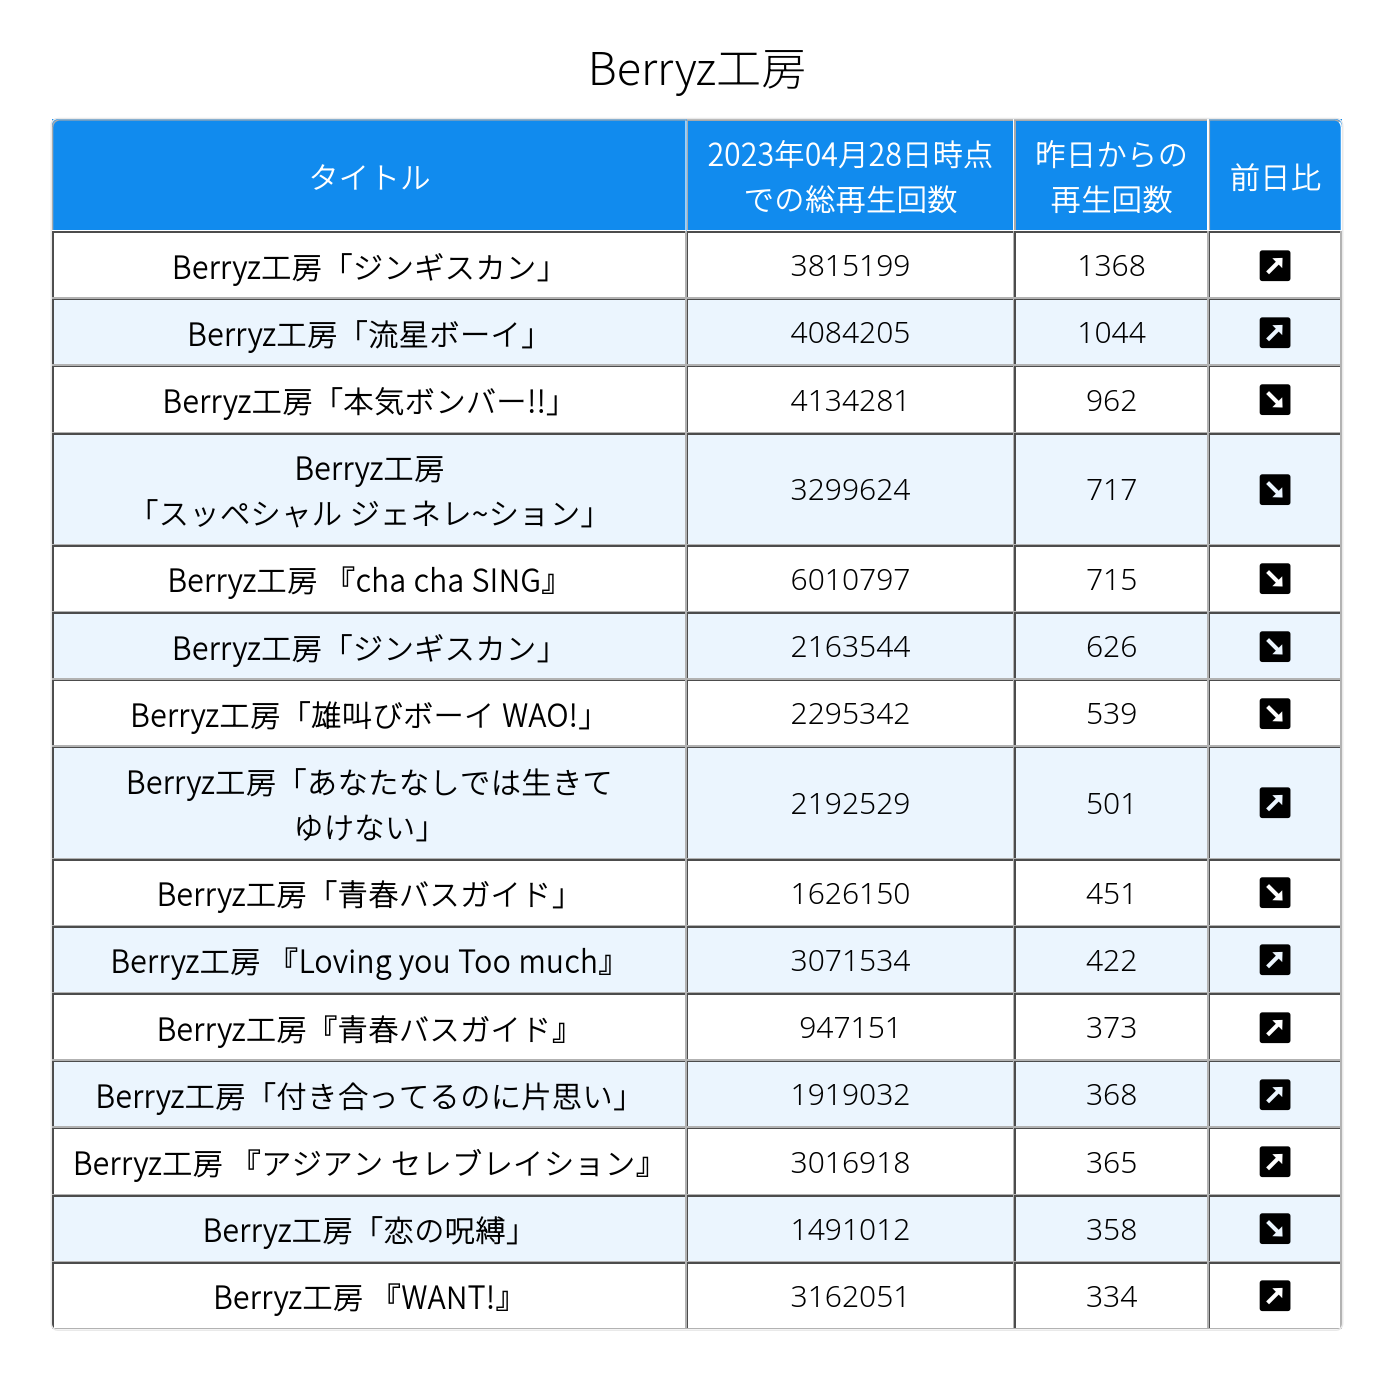 Berryz工房
タイトル
2023年04月28日時点
での総再生回数
昨日からの
再生回数
前日比
Berryz工房「ジンギスカン」 3815199 1368 ↗
Berryz工房「流星ボーイ」 4084205 1044 ↗
Berryz工房「本気ボンバー!!」 4134281 962 ↘
Berryz工房
「スッペシャル ジェネレ~ション」 3299624 717 ↘
Berryz工房 『cha cha SING』 6010797 715 ↘
Berryz工房「ジンギスカン」 2163544 626 ↘
Berryz工房「雄叫びボーイ WAO!」 2295342 539 ↘
Berryz工房「あなたなしでは生きて
ゆけない」 2192529 501 ↗
Berryz工房「青春バスガイド」 1626150 451 ↘
Berryz工房 『Loving you Too much』 3071534 422 ↗
Berryz工房『青春バスガイド』 947151 373 ↗
Berryz工房「付き合ってるのに片思い」 1919032 368 ↗
Berryz工房 『アジアン セレブレイション』 3016918 365 ↗
Berryz工房「恋の呪縛」 1491012 358 ↘
Berryz工房 『WANT!』 3162051 334 ↗